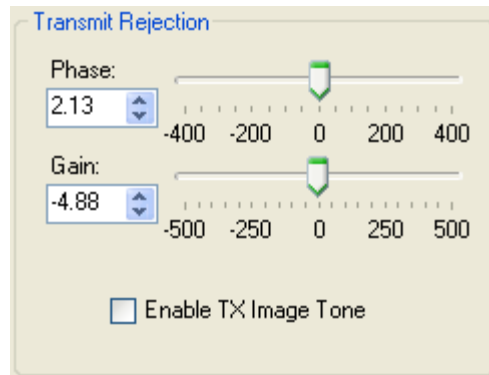 Transmit Rejection
Phase:
2.13
-400 -200 0 200 400
Gain:
-4.88
-500 -250 0 250 500
Enable TX Image Tone